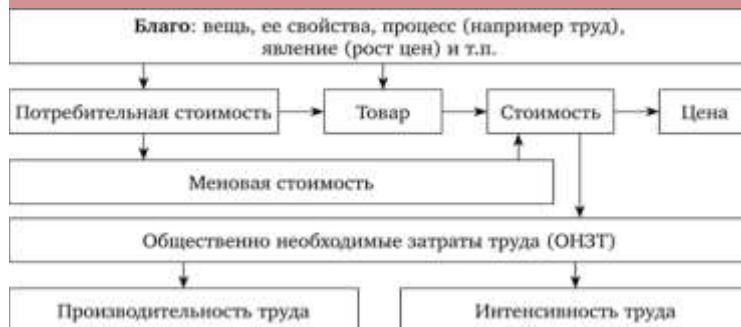 Благо: вещь, ее свойства, процесс (например труд),
явление (рост цен) и т.п.
Потребительная стоимость
Товар
Стоимость
Цена
Меновая стоимость
Общественно необходимые затраты труда (ОНЗТ)
Производительность труда
Интенсивность труда